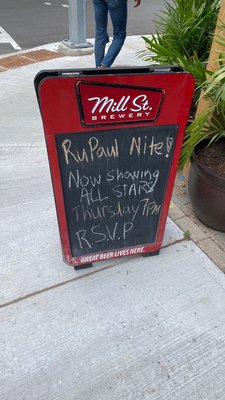 Mill St.
BREWERY
RuPaul Nite!
Now showing
ALL STARS
Thursday 7PM
R.S.V.P
GREAT BEER LIVES HERE.